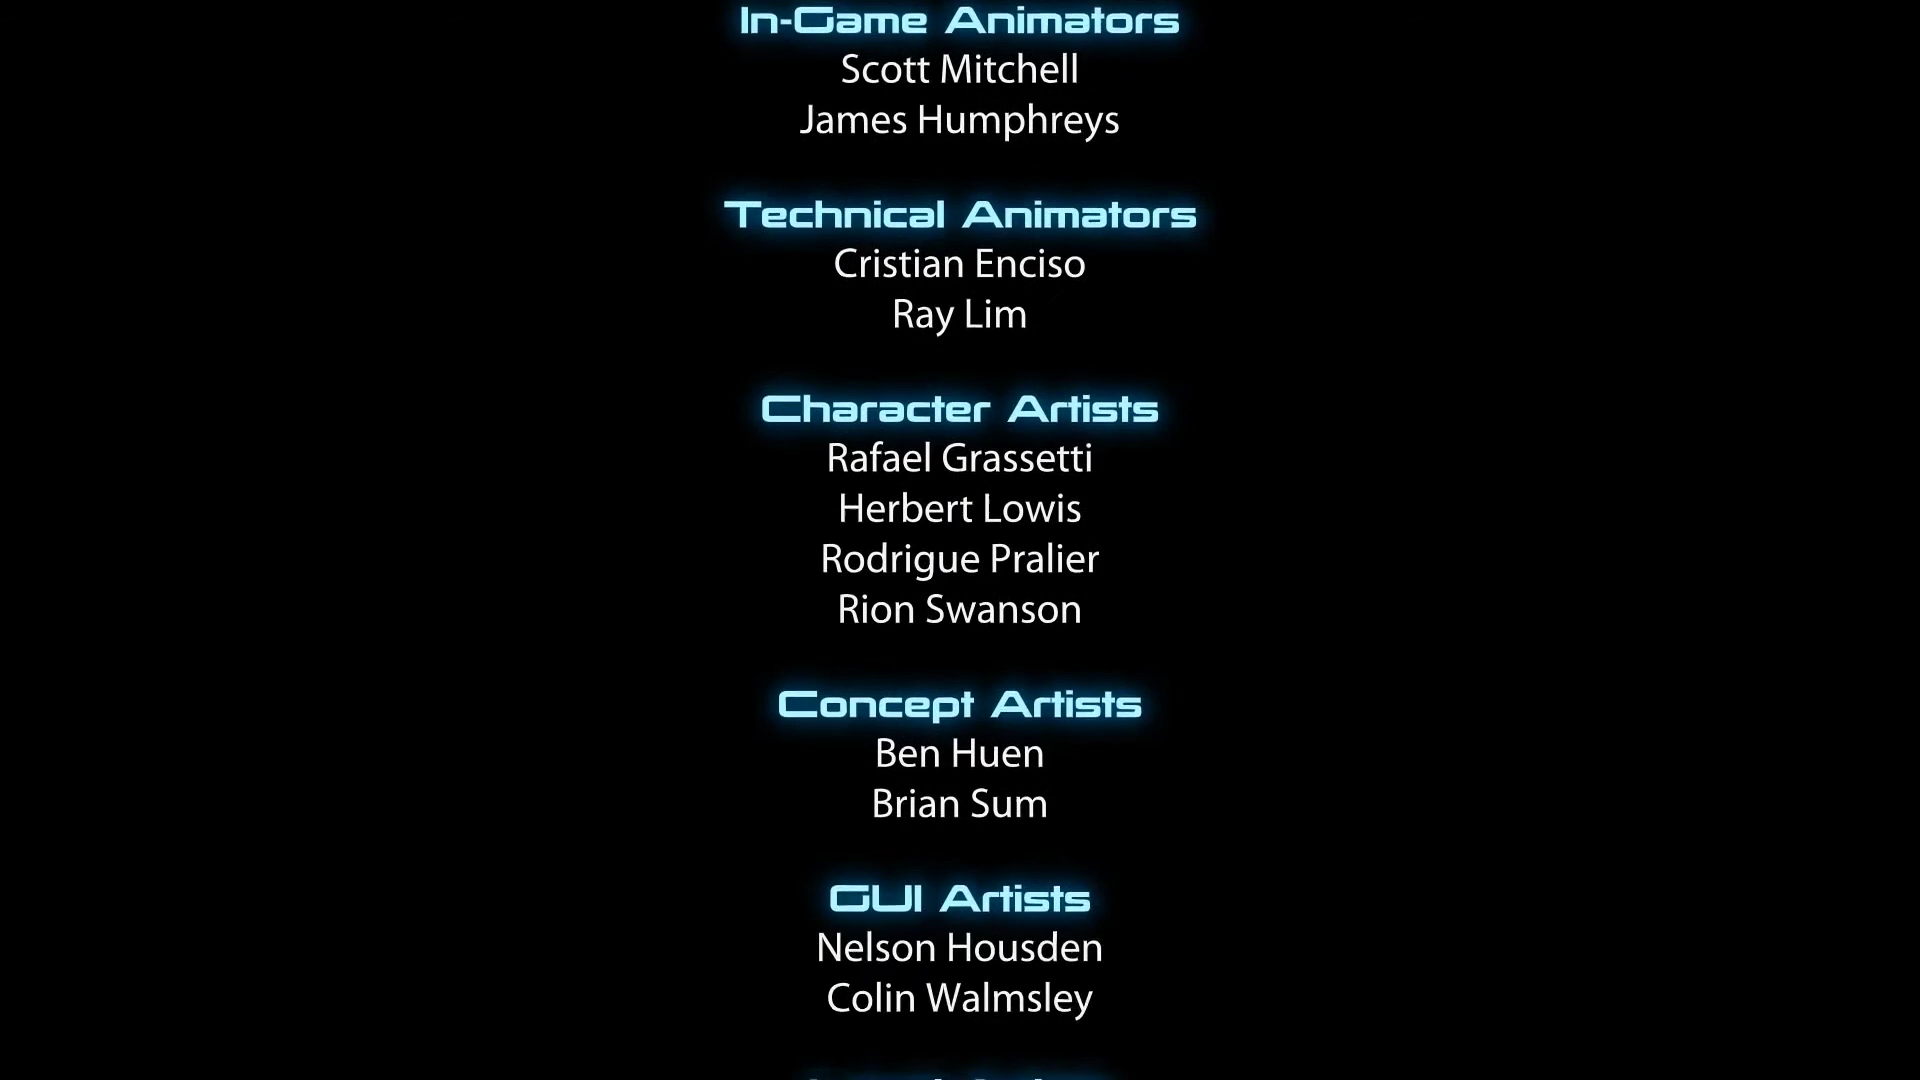 In-Game Animators
Scott Mitchell
James Humphreys
Technical Animators
Cristian Enciso
Ray Lim
Character Artists
Rafael Grassetti
Herbert Lowis
Rodrigue Pralier
Rion Swanson
Concept Artists
Ben Huen
Brian Sum
GUI Artists
Nelson Housden
Colin Walmsley